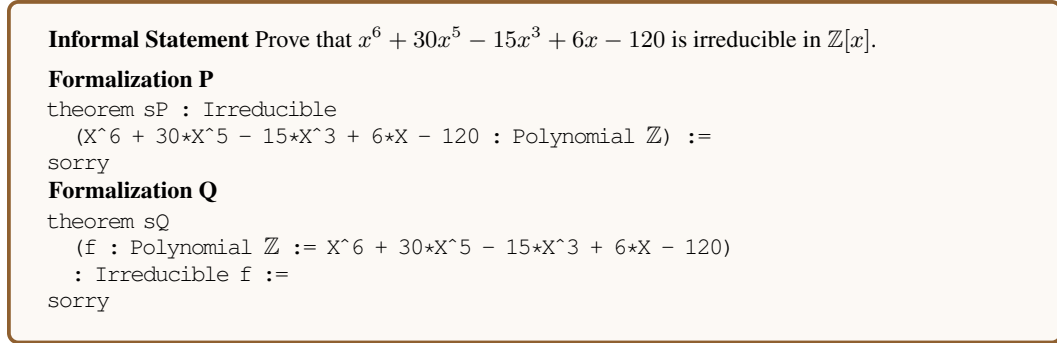 Informal Statement Prove that x^6 + 30x^5 − 15x^3 + 6x − 120 is irreducible in ℤ[x].
Formalization P
theorem sP : Irreducible
  (X^6 + 30*X^5 - 15*X^3 + 6*X - 120 : Polynomial ℤ) :=
sorry
Formalization Q
theorem sQ
  (f : Polynomial ℤ := X^6 + 30*X^5 - 15*X^3 + 6*X - 120)
  : Irreducible f :=
sorry